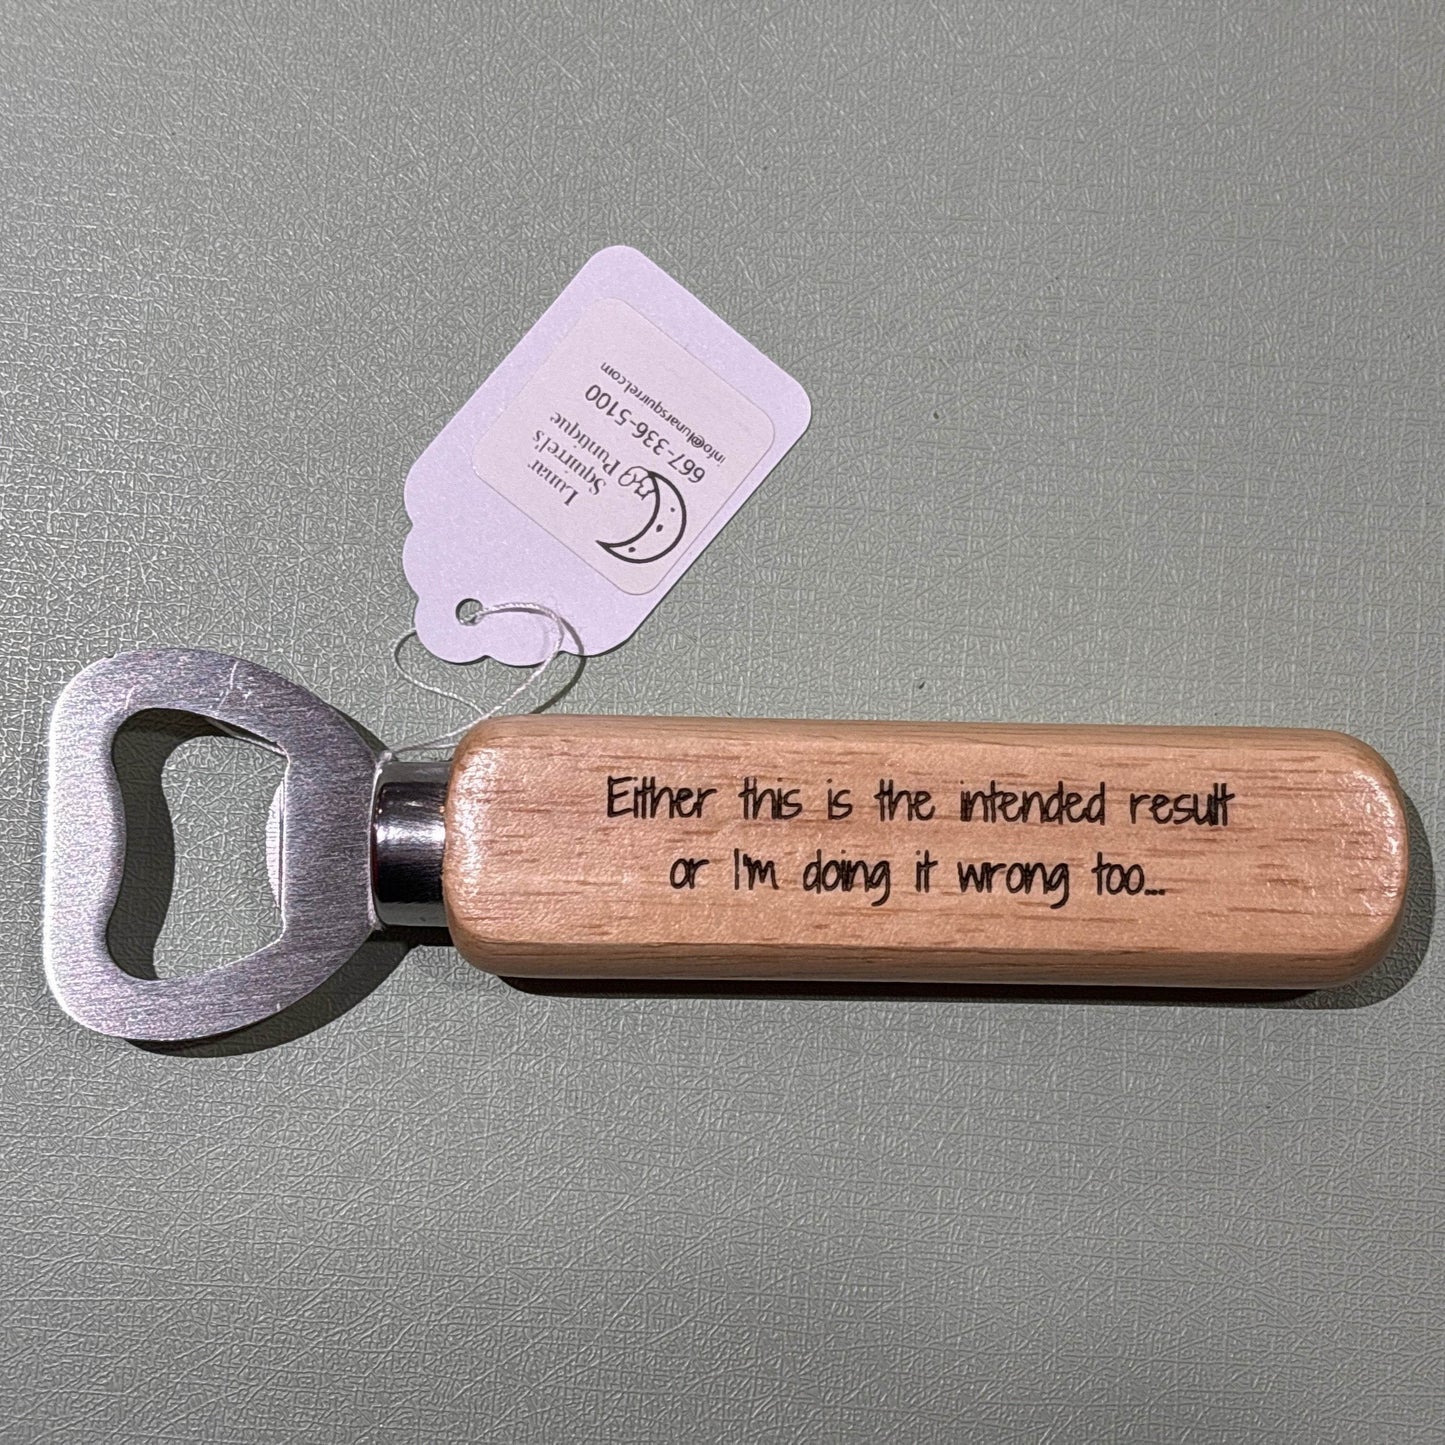 Either this is the intended result
or I'm doing it wrong too...
Lunar
Squirrel's
Puntique
667-336-5100
info@lunarsquirrel.com